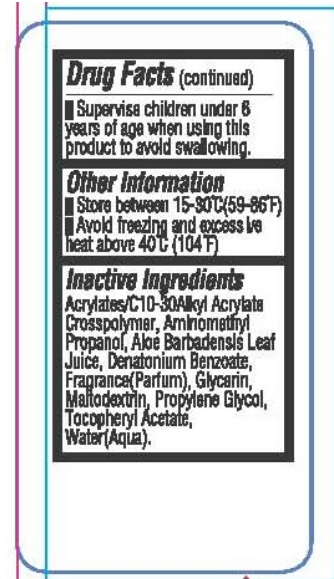 Drug Facts (continued)
Supervise children under 6
years of age when using this
product to avoid swallowing.
Other Information
Store between 15-30℃(59-86℉)
Avoid freezing and excessive
heat above 40℃ (104℉)
Inactive Ingredients
Acrylates/C10-30Alkyl Acrylate
Crosspolymer, Aminomethyl
Propanol, Aloe Barbadensis Leaf
Juice, Denatonium Benzoate,
Fragrance(Parfum), Glycerin,
Maltodextrin, Propylene Glycol,
Tocopheryl Acetate,
Water(Aqua).